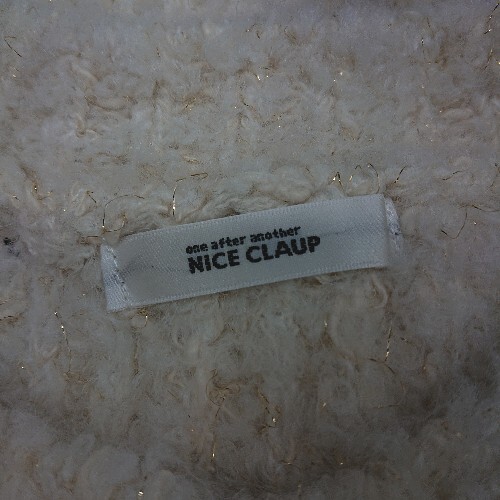 one after another
NICE CLAUP